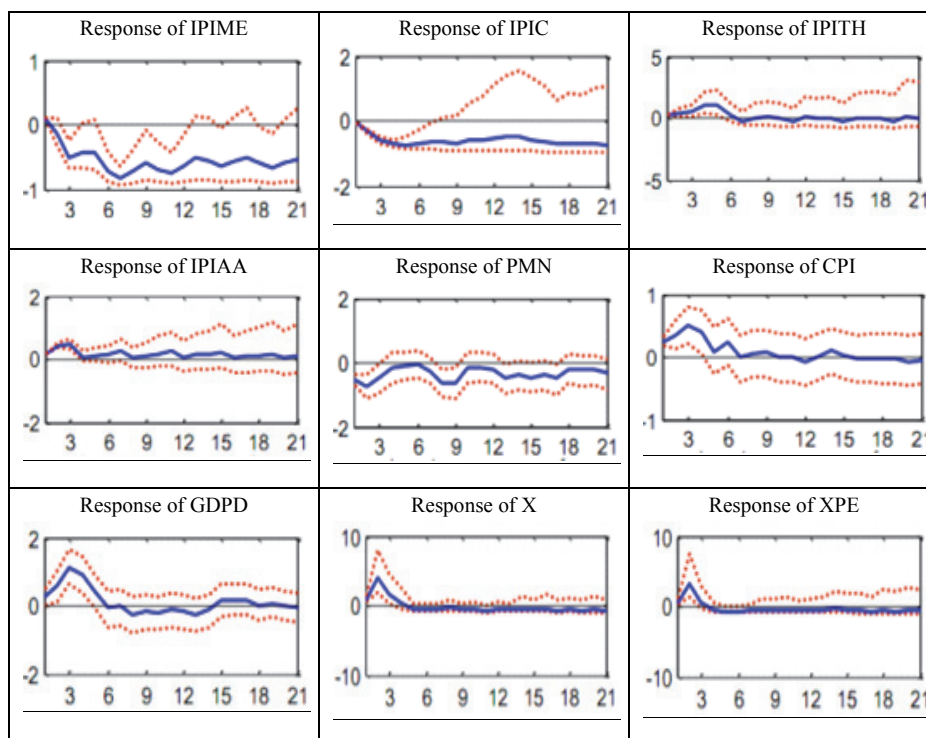 Response of IPIME
Response of IPIC
Response of IPITH
1
0
-1
3 6 9 12 15 18 21
2
0
-2
3 6 9 12 15 18 21
5
0
-5
3 6 9 12 15 18 21
Response of IPIAA
Response of PMN
Response of CPI
2
0
-2
3 6 9 12 15 18 21
2
0
-2
3 6 9 12 15 18 21
1
0
-1
3 6 9 12 15 18 21
Response of GDPD
Response of X
Response of XPE
2
0
-2
3 6 9 12 15 18 21
10
0
-10
3 6 9 12 15 18 21
10
0
-10
3 6 9 12 15 18 21